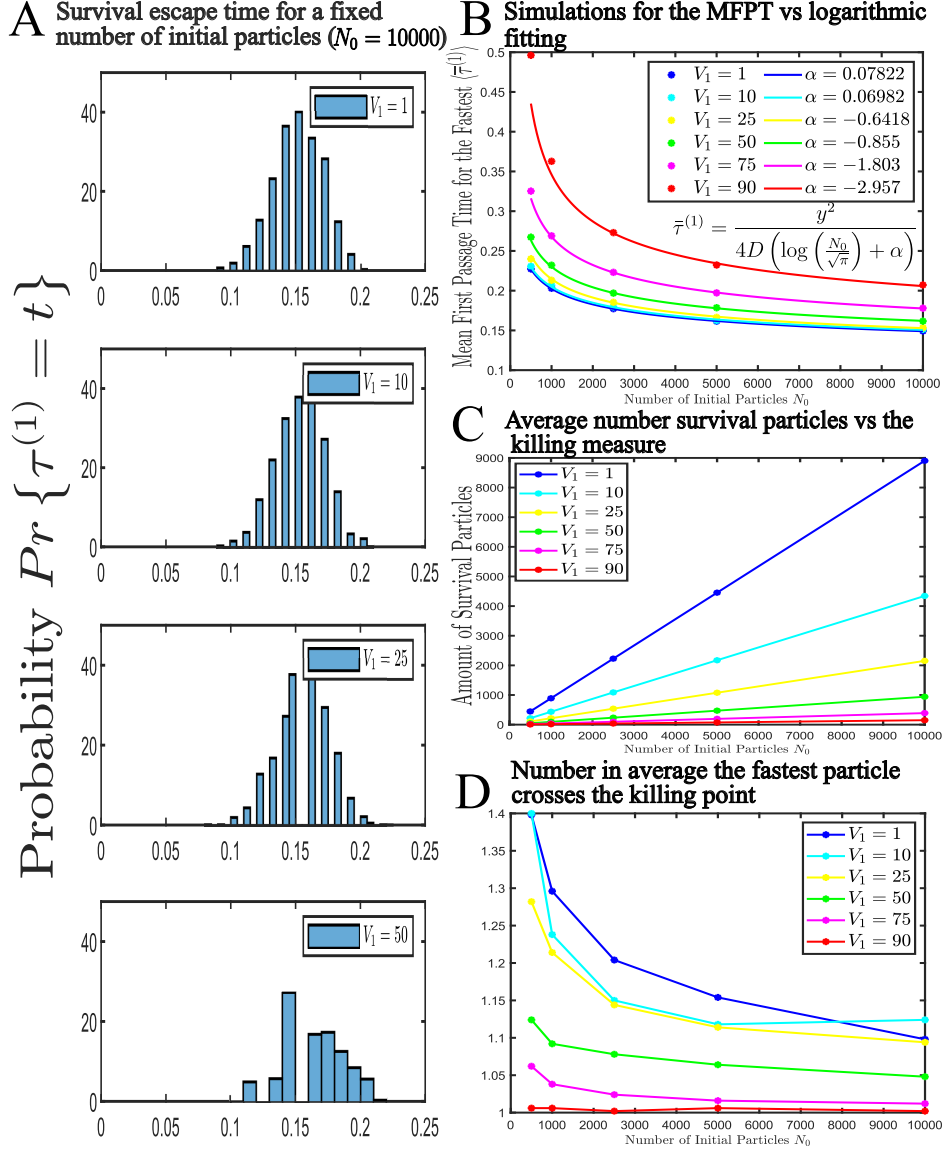 A
Survival escape time for a fixed
number of initial particles (N₀ = 10000)
Probability Pr {τ⁽¹⁾ = t}
V₁ = 1
40
20
0
0 0.05 0.1 0.15 0.2 0.25
V₁ = 10
40
20
0
0 0.05 0.1 0.15 0.2 0.25
V₁ = 25
40
20
0
0 0.05 0.1 0.15 0.2 0.25
V₁ = 50
40
20
0
0 0.05 0.1 0.15 0.2 0.25
B
Simulations for the MFPT vs logarithmic
fitting
Mean First Passage Time for the Fastest ⟨τ̄⁽¹⁾⟩
0.5
0.45
0.4
0.35
0.3
0.25
0.2
0.15
0.1
V₁ = 1 α = 0.07822
V₁ = 10 α = 0.06982
V₁ = 25 α = −0.6418
V₁ = 50 α = −0.855
V₁ = 75 α = −1.803
V₁ = 90 α = −2.957
τ̄⁽¹⁾ = y² / 4D (log (N₀/√π) + α)
0 1000 2000 3000 4000 5000 6000 7000 8000 9000 10000
Number of Initial Particles N₀
C
Average number survival particles vs the
killing measure
Amount of Survival Particles
9000
8000
7000
6000
5000
4000
3000
2000
1000
0
V₁ = 1
V₁ = 10
V₁ = 25
V₁ = 50
V₁ = 75
V₁ = 90
0 1000 2000 3000 4000 5000 6000 7000 8000 9000 10000
Number of Initial Particles N₀
D
Number in average the fastest particle
crosses the killing point
1.4
1.35
1.3
1.25
1.2
1.15
1.1
1.05
1
V₁ = 1
V₁ = 10
V₁ = 25
V₁ = 50
V₁ = 75
V₁ = 90
0 1000 2000 3000 4000 5000 6000 7000 8000 9000 10000
Number of Initial Particles N₀